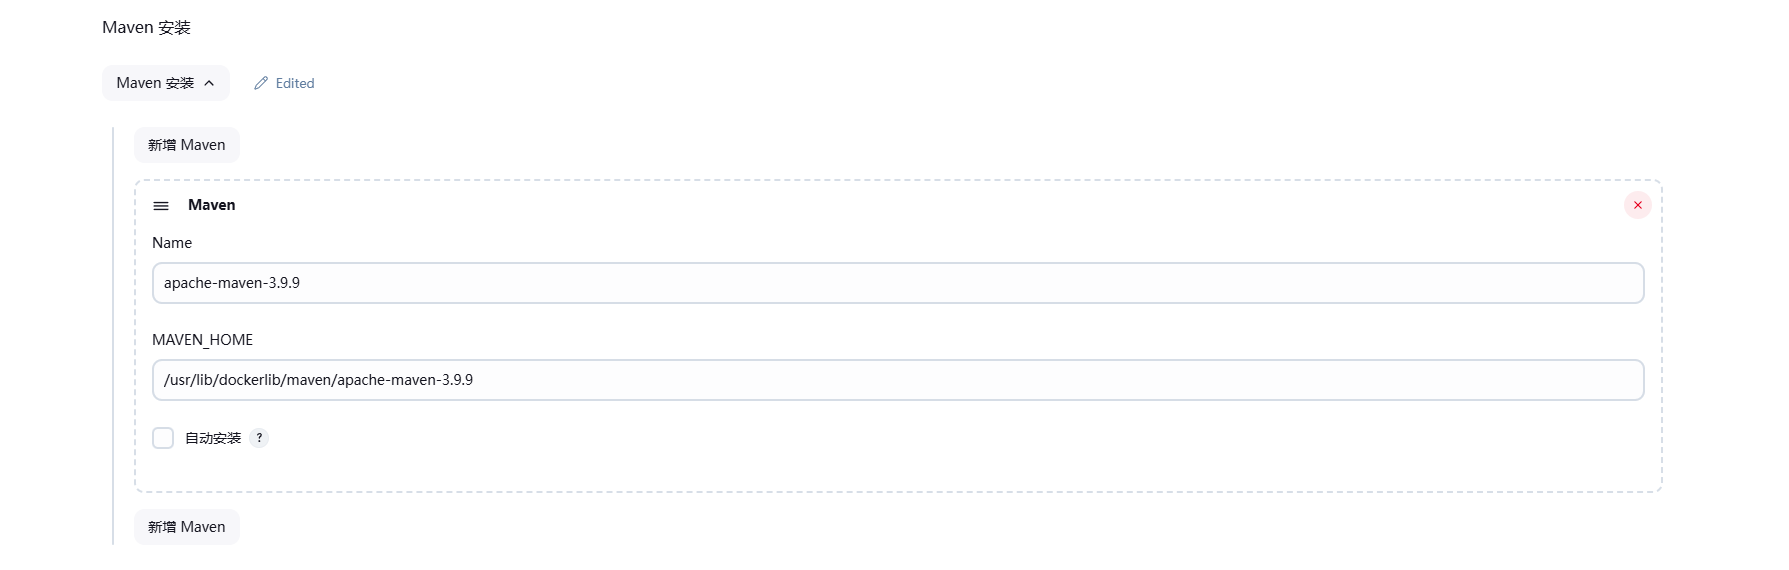 Maven 安装
Maven 安装
Edited
新增 Maven
Maven
Name
apache-maven-3.9.9
MAVEN_HOME
/usr/lib/dockerlib/maven/apache-maven-3.9.9
自动安装 ?
新增 Maven